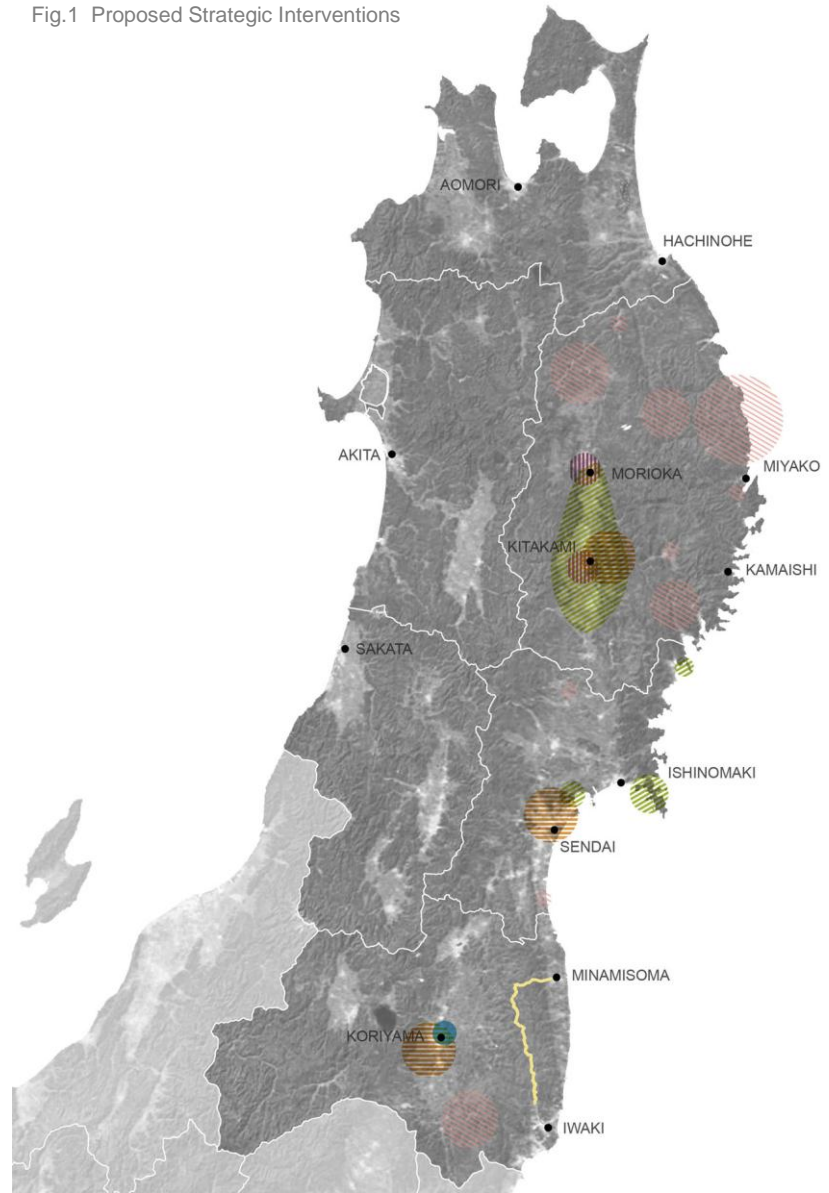 Fig.1 Proposed Strategic Interventions
AOMORI
HACHINOHE
AKITA
MORIOKA
MIYAKO
KITAKAMI
KAMAISHI
SAKATA
ISHINOMAKI
SENDAI
MINAMISOMA
KORIYAMA
IWAKI